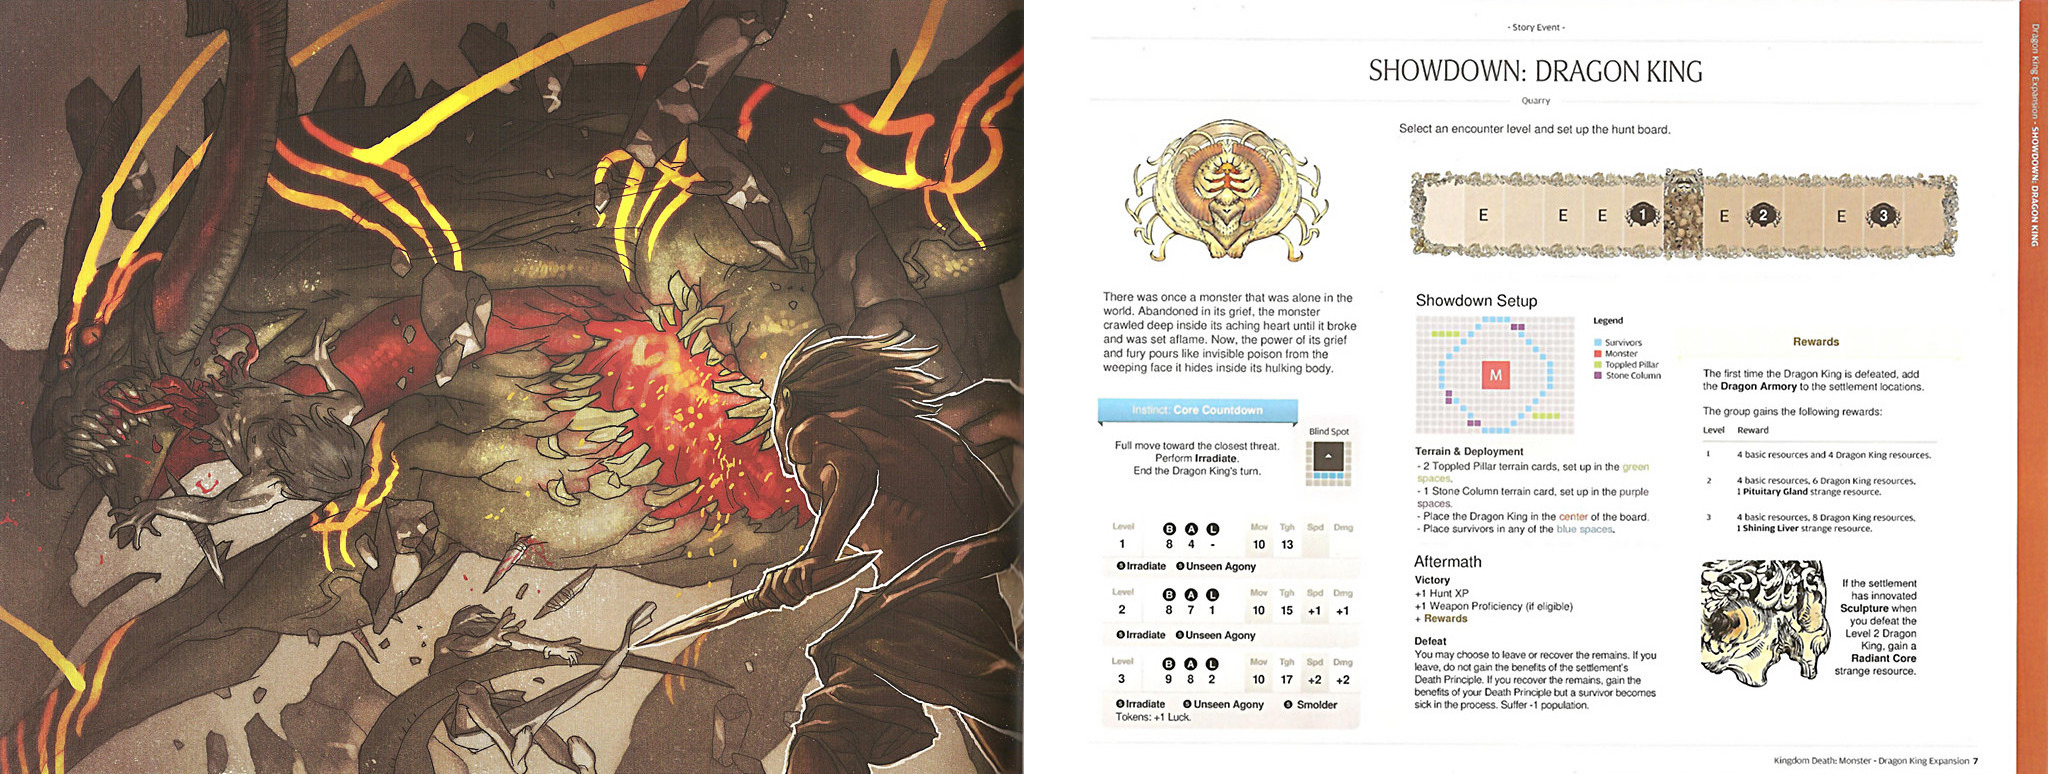 - Story Event -
SHOWDOWN: DRAGON KING
Quarry
Select an encounter level and set up the hunt board.
E E E 1 E 2 E 3
There was once a monster that was alone in the
world. Abandoned in its grief, the monster
crawled deep inside its aching heart until it broke
and was set aflame. Now, the power of its grief
and fury pours like invisible poison from the
weeping face it hides inside its hulking body.
Instinct: Core Countdown
Full move toward the closest threat.
Perform Irradiate.
End the Dragon King's turn.
Blind Spot
Level B A L Mov Tgh Spd Dmg
1 8 4 - 10 13
S Irradiate S Unseen Agony
Level B A L Mov Tgh Spd Dmg
2 8 7 1 10 15 +1 +1
S Irradiate S Unseen Agony
Level B A L Mov Tgh Spd Dmg
3 9 8 2 10 17 +2 +2
S Irradiate S Unseen Agony S Smolder
Tokens: +1 Luck.
Showdown Setup
M
Legend
Survivors
Monster
Toppled Pillar
Stone Column
Terrain & Deployment
- 2 Toppled Pillar terrain cards, set up in the green
spaces.
- 1 Stone Column terrain card, set up in the purple
spaces.
- Place the Dragon King in the center of the board.
- Place survivors in any of the blue spaces.
Aftermath
Victory
+1 Hunt XP
+1 Weapon Proficiency (if eligible)
+ Rewards
Defeat
You may choose to leave or recover the remains. If you
leave, do not gain the benefits of the settlement's
Death Principle. If you recover the remains, gain the
benefits of your Death Principle but a survivor becomes
sick in the process. Suffer -1 population.
Rewards
The first time the Dragon King is defeated, add
the Dragon Armory to the settlement locations.
The group gains the following rewards:
Level Reward
1 4 basic resources and 4 Dragon King resources.
2 4 basic resources, 6 Dragon King resources,
1 Pituitary Gland strange resource.
3 4 basic resources, 8 Dragon King resources,
1 Shining Liver strange resource.
If the settlement
has innovated
Sculpture when
you defeat the
Level 2 Dragon
King, gain a
Radiant Core
strange resource.
Kingdom Death: Monster - Dragon King Expansion 7
Dragon King Expansion - SHOWDOWN: DRAGON KING